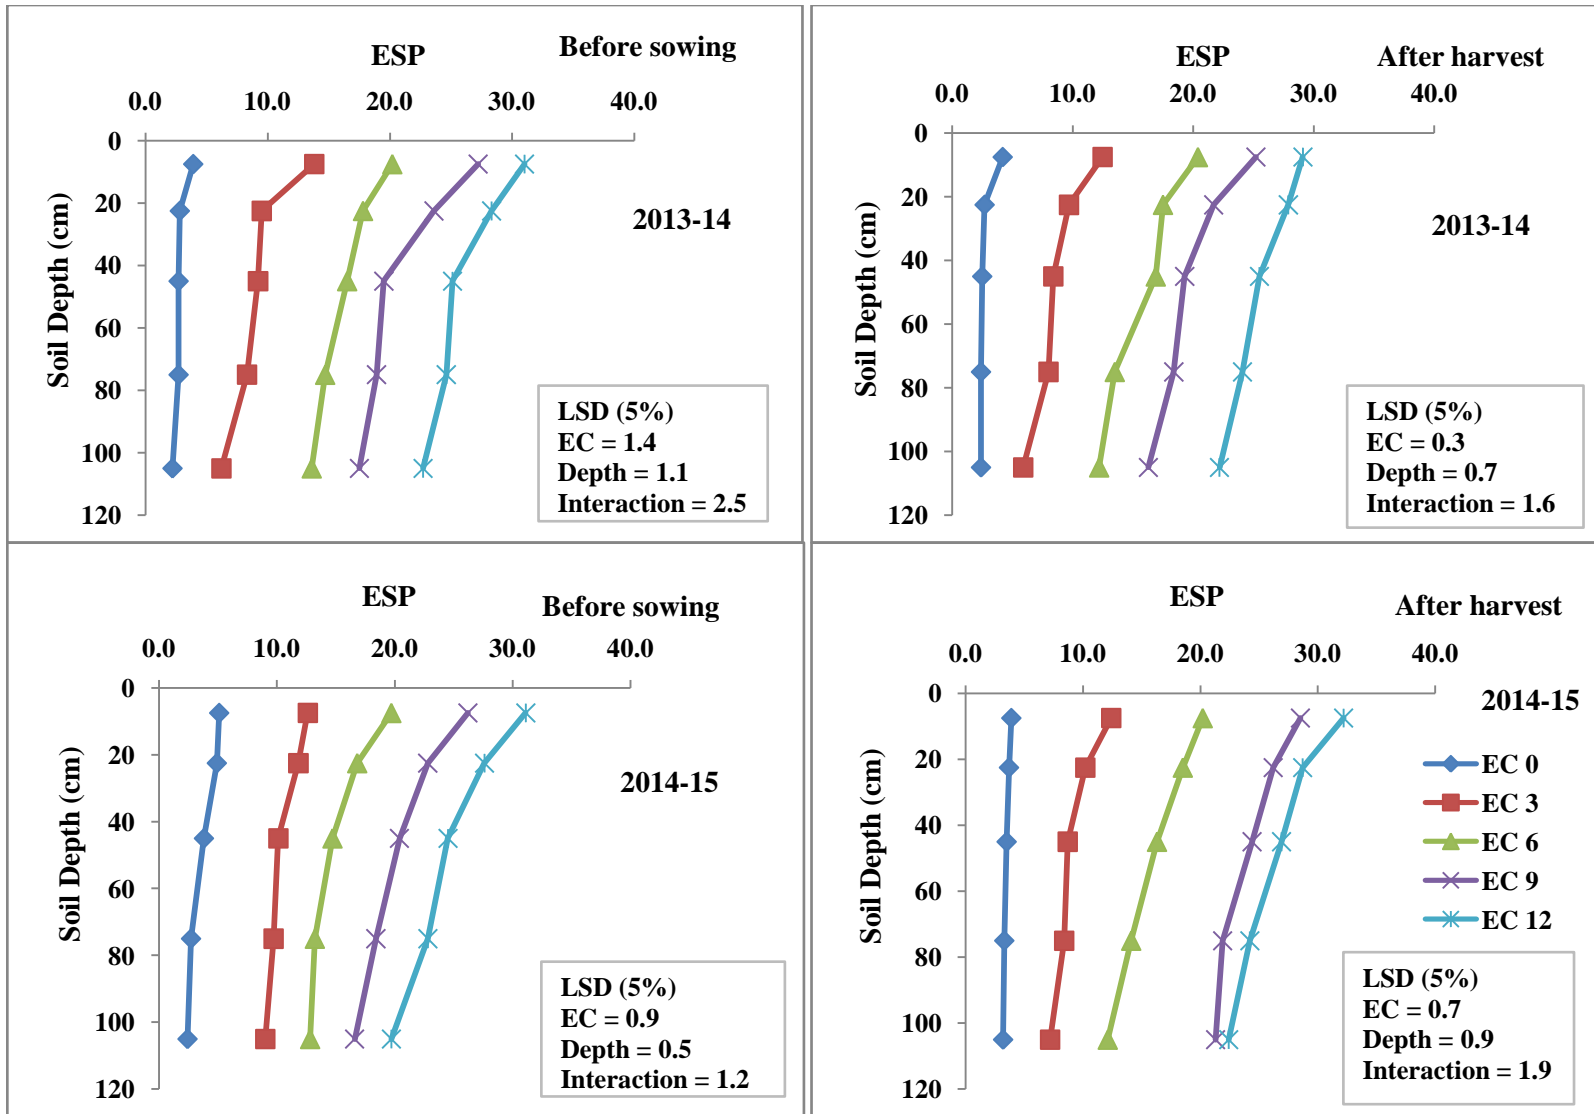 ESP
Before sowing
0.0 10.0 20.0 30.0 40.0
0
20
40
60
80
100
120
Soil Depth (cm)
2013-14
LSD (5%)
EC = 1.4
Depth = 1.1
Interaction = 2.5
ESP
After harvest
0.0 10.0 20.0 30.0 40.0
0
20
40
60
80
100
120
Soil Depth (cm)
2013-14
LSD (5%)
EC = 0.3
Depth = 0.7
Interaction = 1.6
ESP
Before sowing
0.0 10.0 20.0 30.0 40.0
0
20
40
60
80
100
120
Soil Depth (cm)
2014-15
LSD (5%)
EC = 0.9
Depth = 0.5
Interaction = 1.2
ESP
After harvest
0.0 10.0 20.0 30.0 40.0
0
20
40
60
80
100
120
Soil Depth (cm)
2014-15
EC 0
EC 3
EC 6
EC 9
EC 12
LSD (5%)
EC = 0.7
Depth = 0.9
Interaction = 1.9